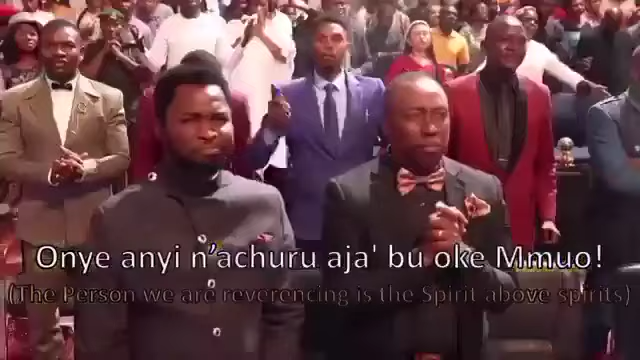 Onye anyi n'achuru aja' bu oke Mmuo!
(The Person we are reverencing is the Spirit above spirits)